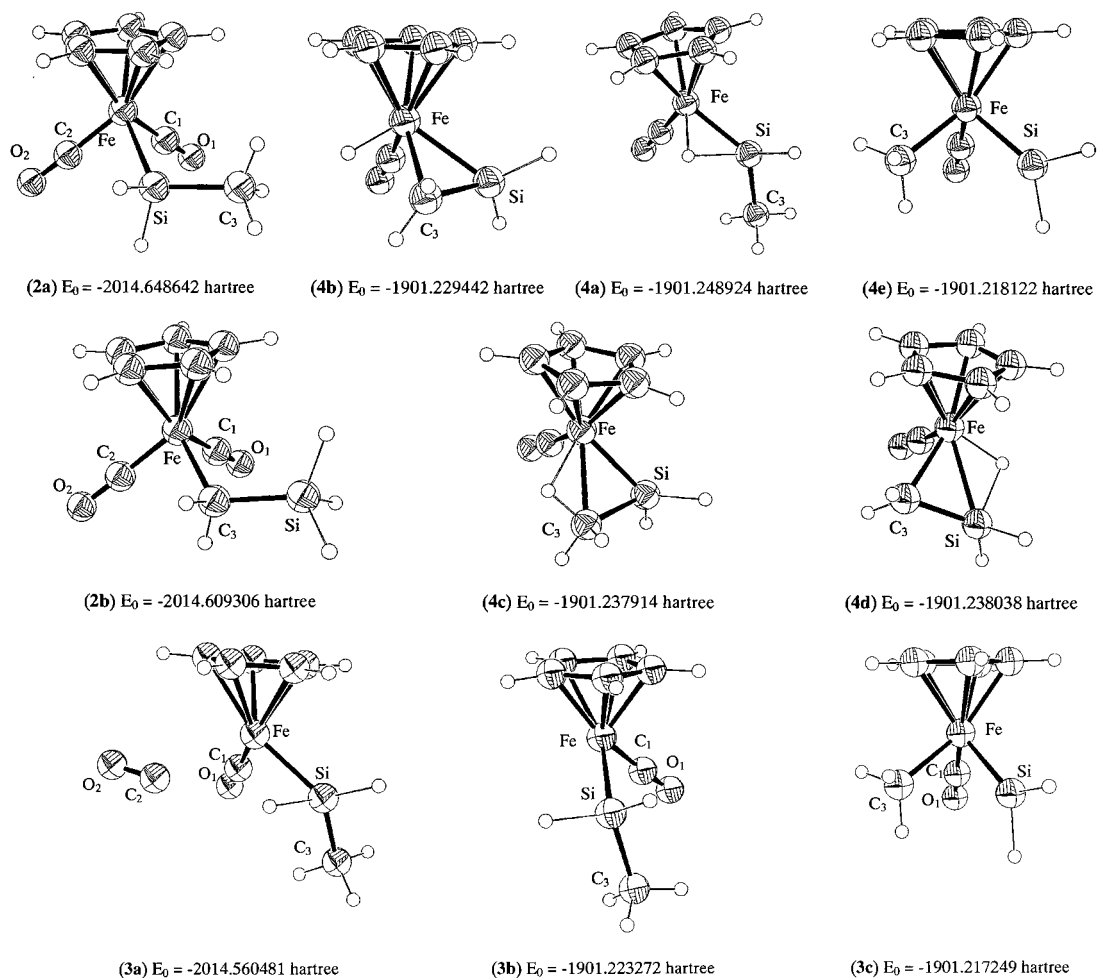 Fe C₁ C₂ O₁ O₂ Si C₃
(2a) E₀ = -2014.648642 hartree
Fe C₃ Si
(4b) E₀ = -1901.229442 hartree
Fe Si C₃
(4a) E₀ = -1901.248924 hartree
Fe C₃ Si
(4e) E₀ = -1901.218122 hartree
C₁ Fe C₂ O₁ O₂ C₃ Si
(2b) E₀ = -2014.609306 hartree
Fe Si C₃
(4c) E₀ = -1901.237914 hartree
Fe C₃ Si
(4d) E₀ = -1901.238038 hartree
Fe O₂ C₂ C₁ O₁ Si C₃
(3a) E₀ = -2014.560481 hartree
Fe C₁ O₁ Si C₃
(3b) E₀ = -1901.223272 hartree
Fe C₃ C₁ O₁ Si
(3c) E₀ = -1901.217249 hartree